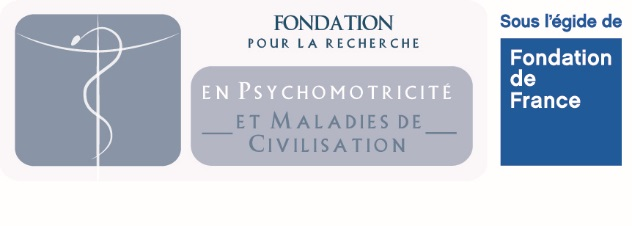 FONDATION
POUR LA RECHERCHE
EN PSYCHOMOTRICITÉ
ET MALADIES DE
CIVILISATION
Sous l'égide de
Fondation
de
France